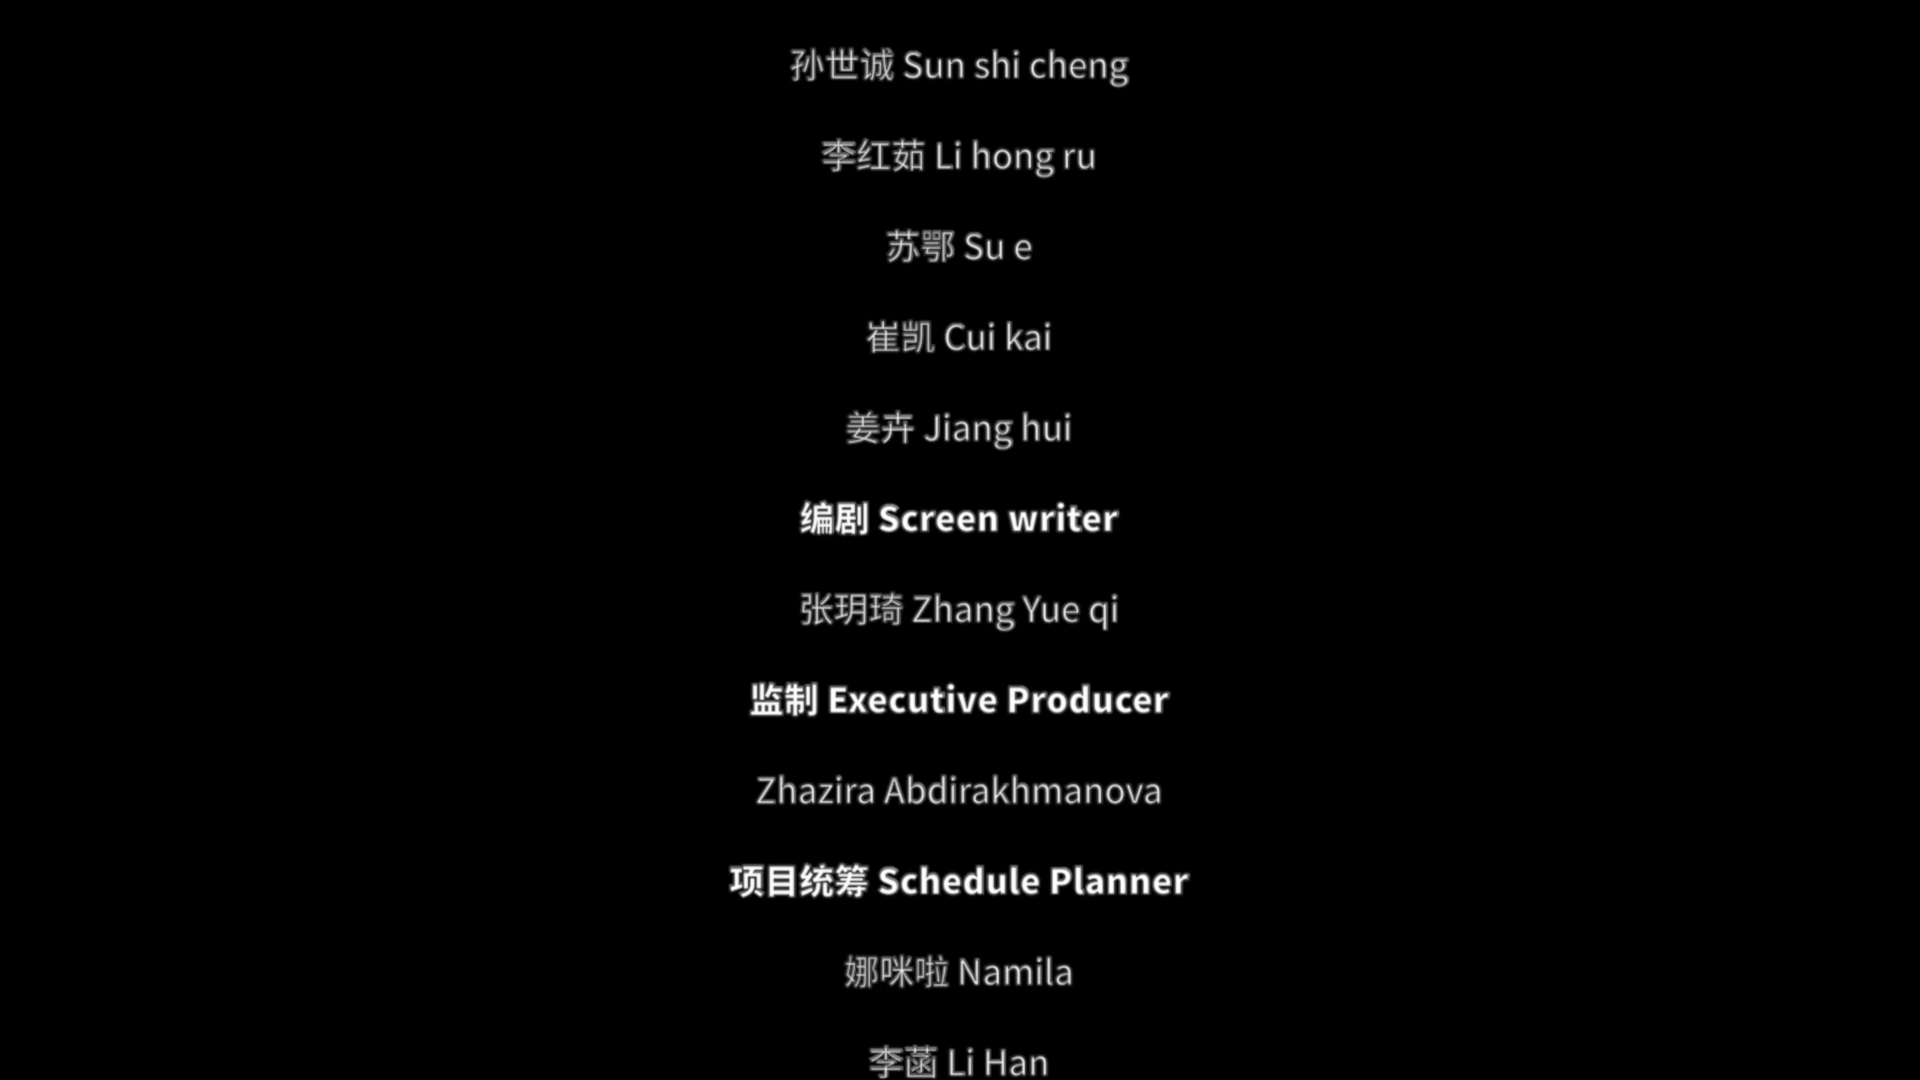 孙世诚 Sun shi cheng
李红茹 Li hong ru
苏鄂 Su e
崔凯 Cui kai
姜卉 Jiang hui
编剧 Screen writer
张玥琦 Zhang Yue qi
监制 Executive Producer
Zhazira Abdirakhmanova
项目统筹 Schedule Planner
娜咪啦 Namila
李菡 Li Han